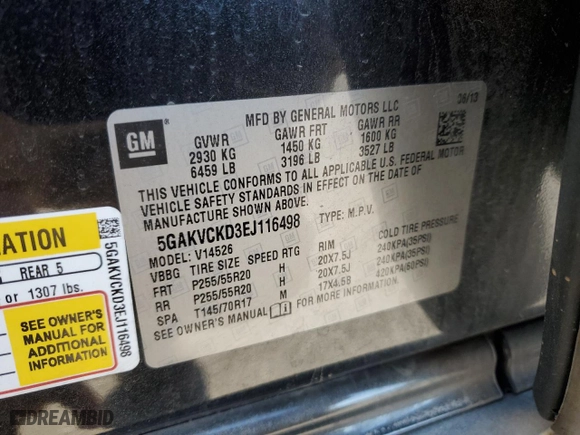 MFD BY GENERAL MOTORS LLC
GM
GVWR GAWR FRT GAWR RR
2930 KG 1450 KG 1600 KG
6459 LB 3196 LB 3527 LB
THIS VEHICLE CONFORMS TO ALL APPLICABLE U.S. FEDERAL MOTOR
VEHICLE SAFETY STANDARDS IN EFFECT ON THE DATE OF
MANUFACTURE SHOWN ABOVE.
5GAKVCKD3EJ116498 TYPE: M.P.V.
MODEL: V14526
VBBG TIRE SIZE SPEED RTG RIM COLD TIRE PRESSURE
FRT P255/55R20 H 20X7.5J 240KPA(35PSI)
RR P255/55R20 H 20X7.5J 240KPA(35PSI)
SPA T145/70R17 M 17X4.5B 420KPA(60PSI)
SEE OWNER'S MANUAL FOR MORE INFORMATION.
ATION
REAR 5
or 1307 lbs.
SEE OWNER'S
MANUAL FOR
ADDITIONAL
INFORMATION
5GAKVCKD3EJ116498
DREAMBID